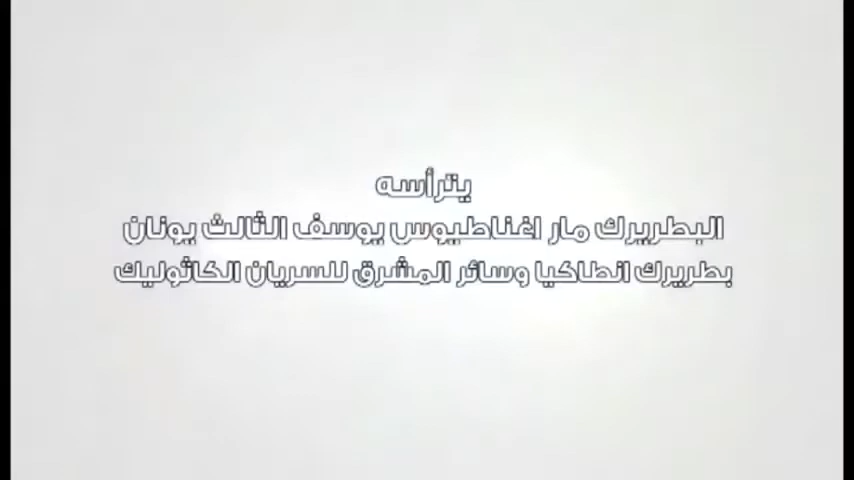 يترأسه
البطريرك مار اغناطيوس يوسف الثالث يونان
بطريرك انطاكيا وسائر المشرق للسريان الكاثوليك